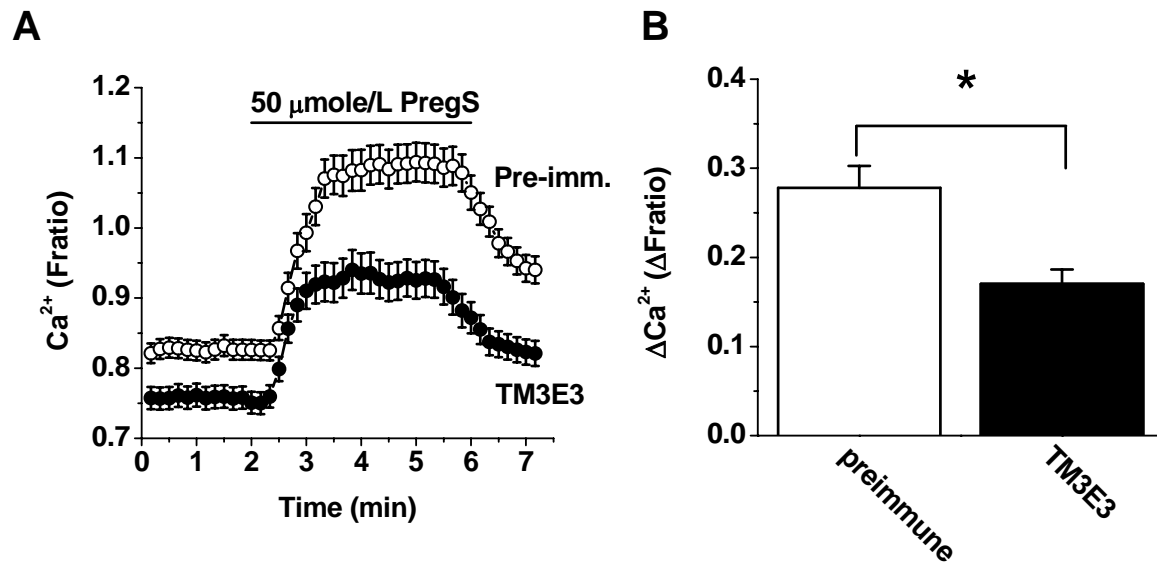 A
Ca²⁺ (Fratio)
1.2
1.1
1.0
0.9
0.8
0.7
50 μmole/L PregS
Pre-imm.
TM3E3
0 1 2 3 4 5 6 7
Time (min)
B
ΔCa²⁺ (ΔFratio)
0.4
0.3
0.2
0.1
0.0
*
preimmune
TM3E3